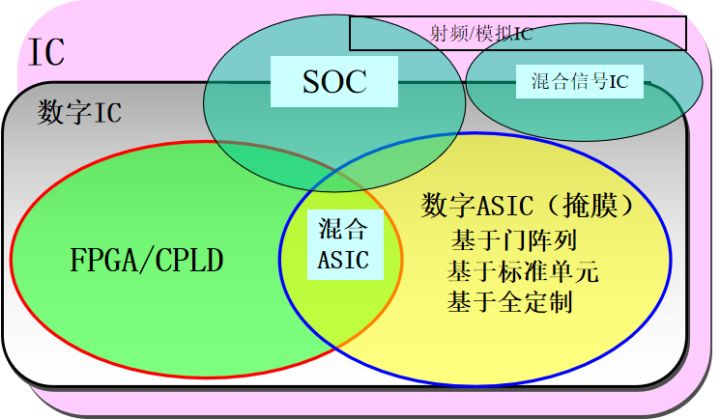 射频/模拟IC
IC
SOC
混合信号IC
数字IC
数字ASIC（掩膜）
混合
ASIC
基于门阵列
FPGA/CPLD
基于标准单元
基于全定制